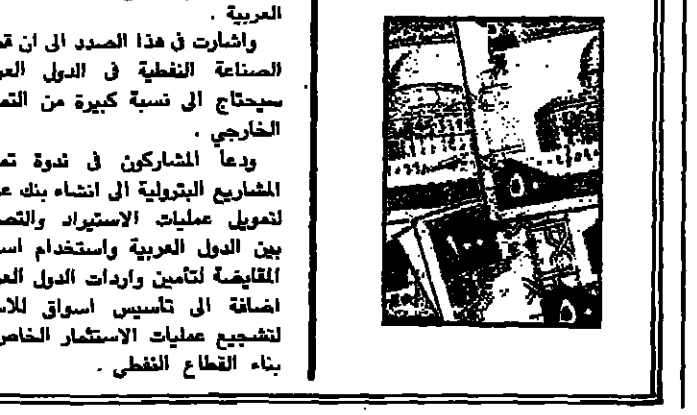 العربية .
واشارت في هذا الصدد الى ان
الصناعة النفطية في الدول
سيحتاج الى نسبة كبيرة من
الخارجي .
ودعا المشاركون في ندوة
المشاريع البترولية الى انشاء بنك
لتمويل عمليات الاستيراد
بين الدول العربية واستخدام
المقايضة لتأمين واردات الدول
اضافة الى تأسيس اسواق
لتشجيع عمليات الاستثمار
بناء القطاع النفطي .
٥٠
١٠٠